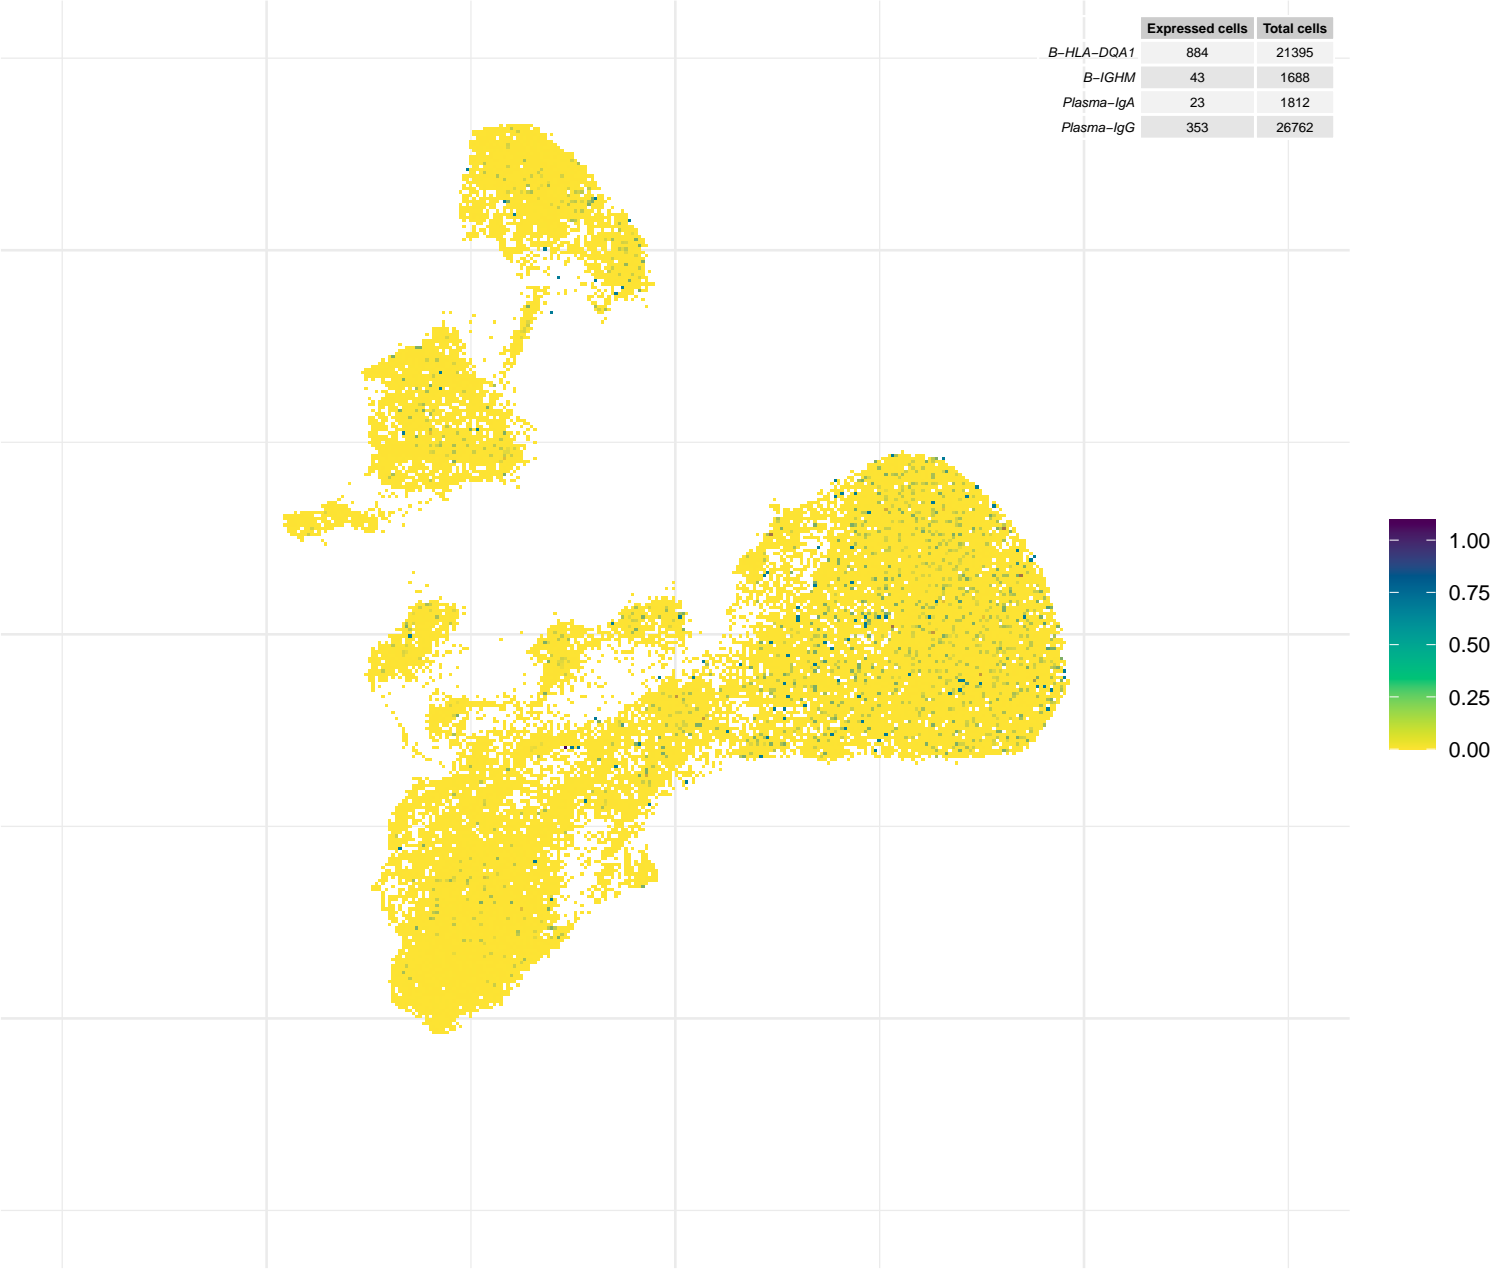 Expressed cells Total cells
B−HLA−DQA1 884 21395
B−IGHM 43 1688
Plasma−IgA 23 1812
Plasma−IgG 353 26762
1.00
0.75
0.50
0.25
0.00